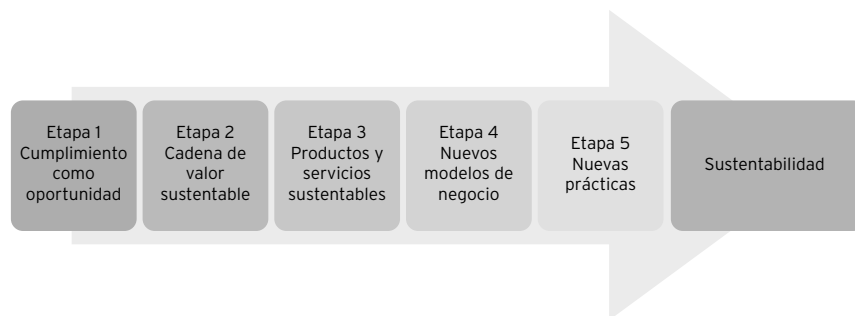 Etapa 1
Cumplimiento
como
oportunidad
Etapa 2
Cadena de
valor
sustentable
Etapa 3
Productos y
servicios
sustentables
Etapa 4
Nuevos
modelos de
negocio
Etapa 5
Nuevas
prácticas
Sustentabilidad